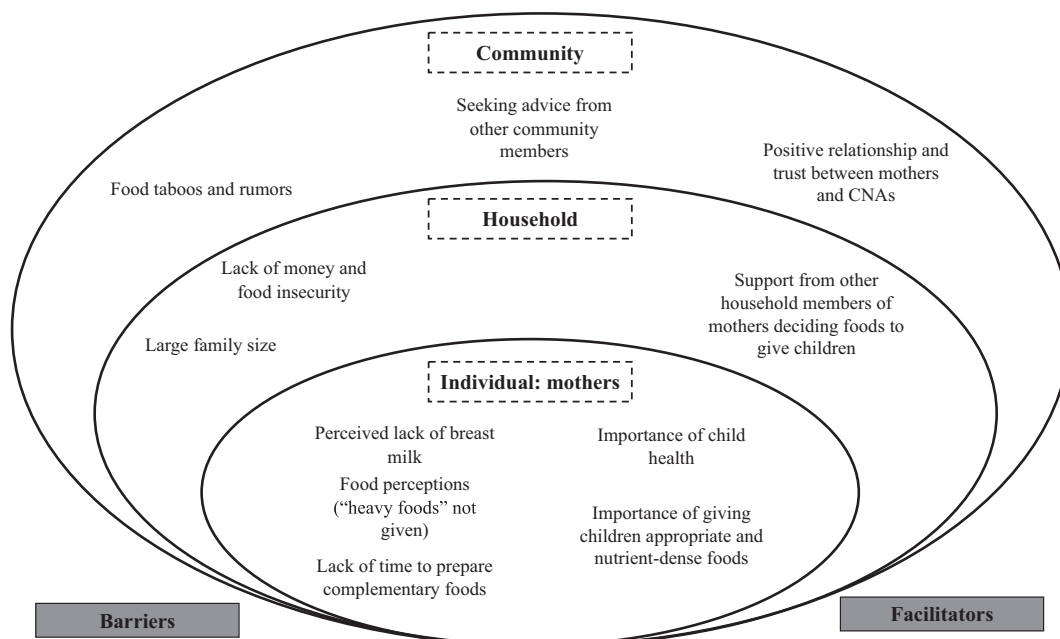 Community
Seeking advice from
other community
members
Food taboos and rumors
Positive relationship and
trust between mothers
and CNAs
Household
Lack of money and
food insecurity
Large family size
Support from other
household members of
mothers deciding foods to
give children
Individual: mothers
Perceived lack of breast
milk
Food perceptions
(“heavy foods” not
given)
Lack of time to prepare
complementary foods
Importance of child
health
Importance of giving
children appropriate and
nutrient-dense foods
Barriers
Facilitators